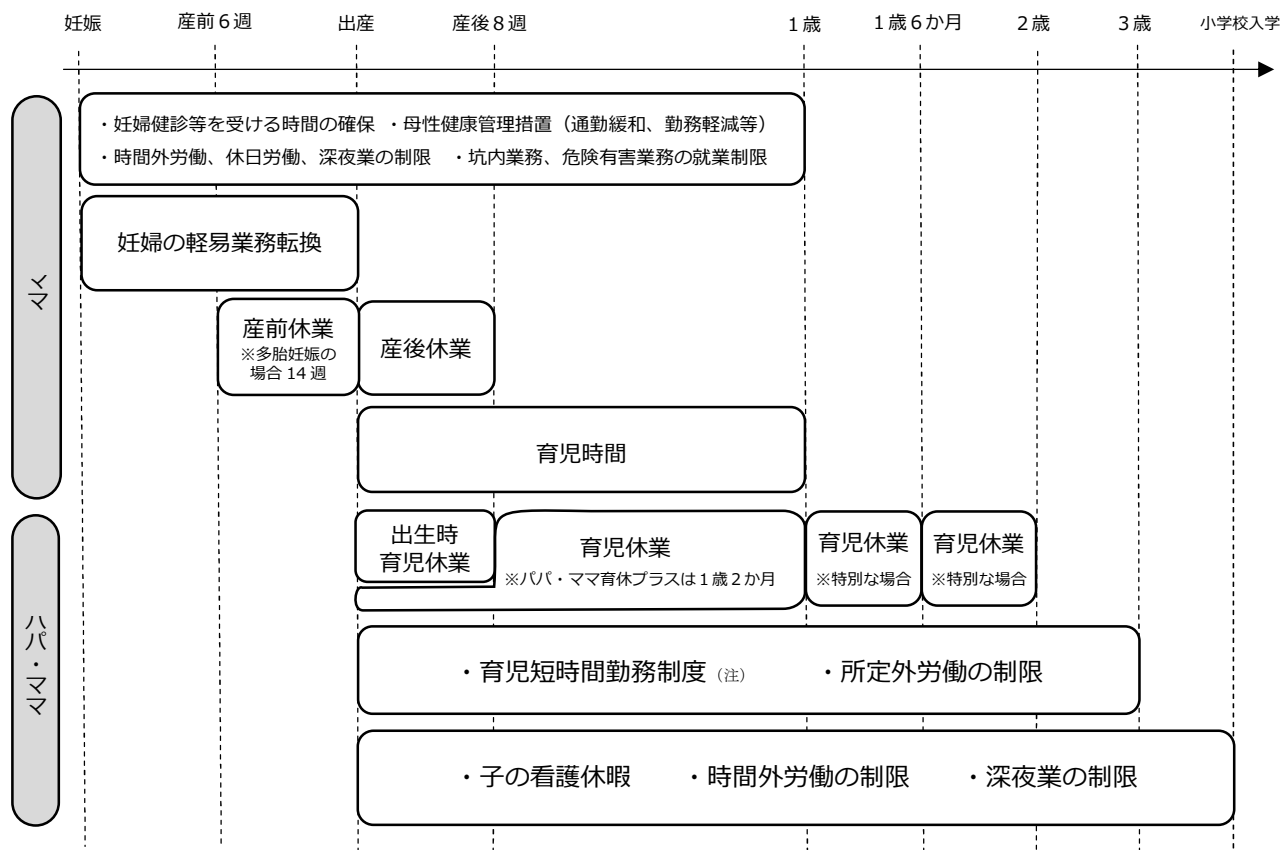 妊娠 産前６週 出産 産後８週 １歳 １歳６か月 ２歳 ３歳 小学校入学
ママ
・妊婦健診等を受ける時間の確保 ・母性健康管理措置（通勤緩和、勤務軽減等）
・時間外労働、休日労働、深夜業の制限 ・坑内業務、危険有害業務の就業制限
妊婦の軽易業務転換
産前休業
※多胎妊娠の
場合 14 週
産後休業
育児時間
パパ・ママ
出生時
育児休業
育児休業
※パパ・ママ育休プラスは１歳２か月
育児休業
※特別な場合
育児休業
※特別な場合
・育児短時間勤務制度（注） ・所定外労働の制限
・子の看護休暇 ・時間外労働の制限 ・深夜業の制限